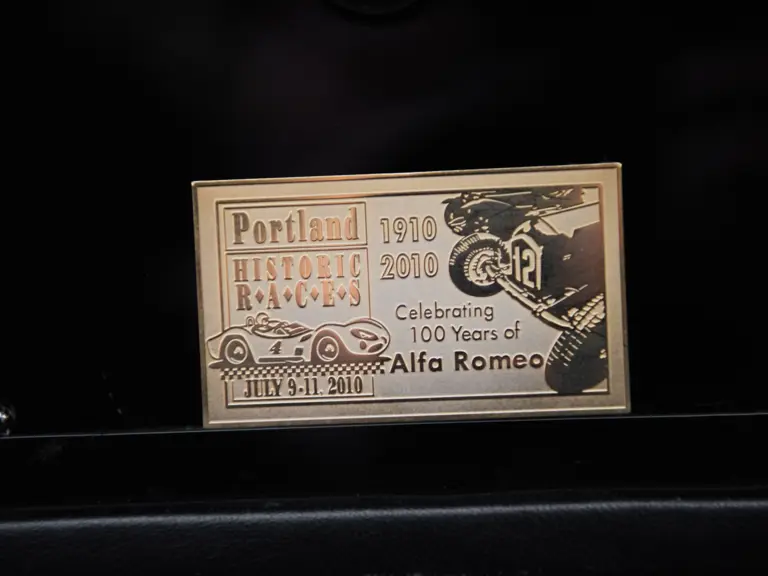 Portland
HISTORIC
R♦A♦C♦E♦S
4
JULY 9-11, 2010
1910
2010
Celebrating
100 Years of
Alfa Romeo
12